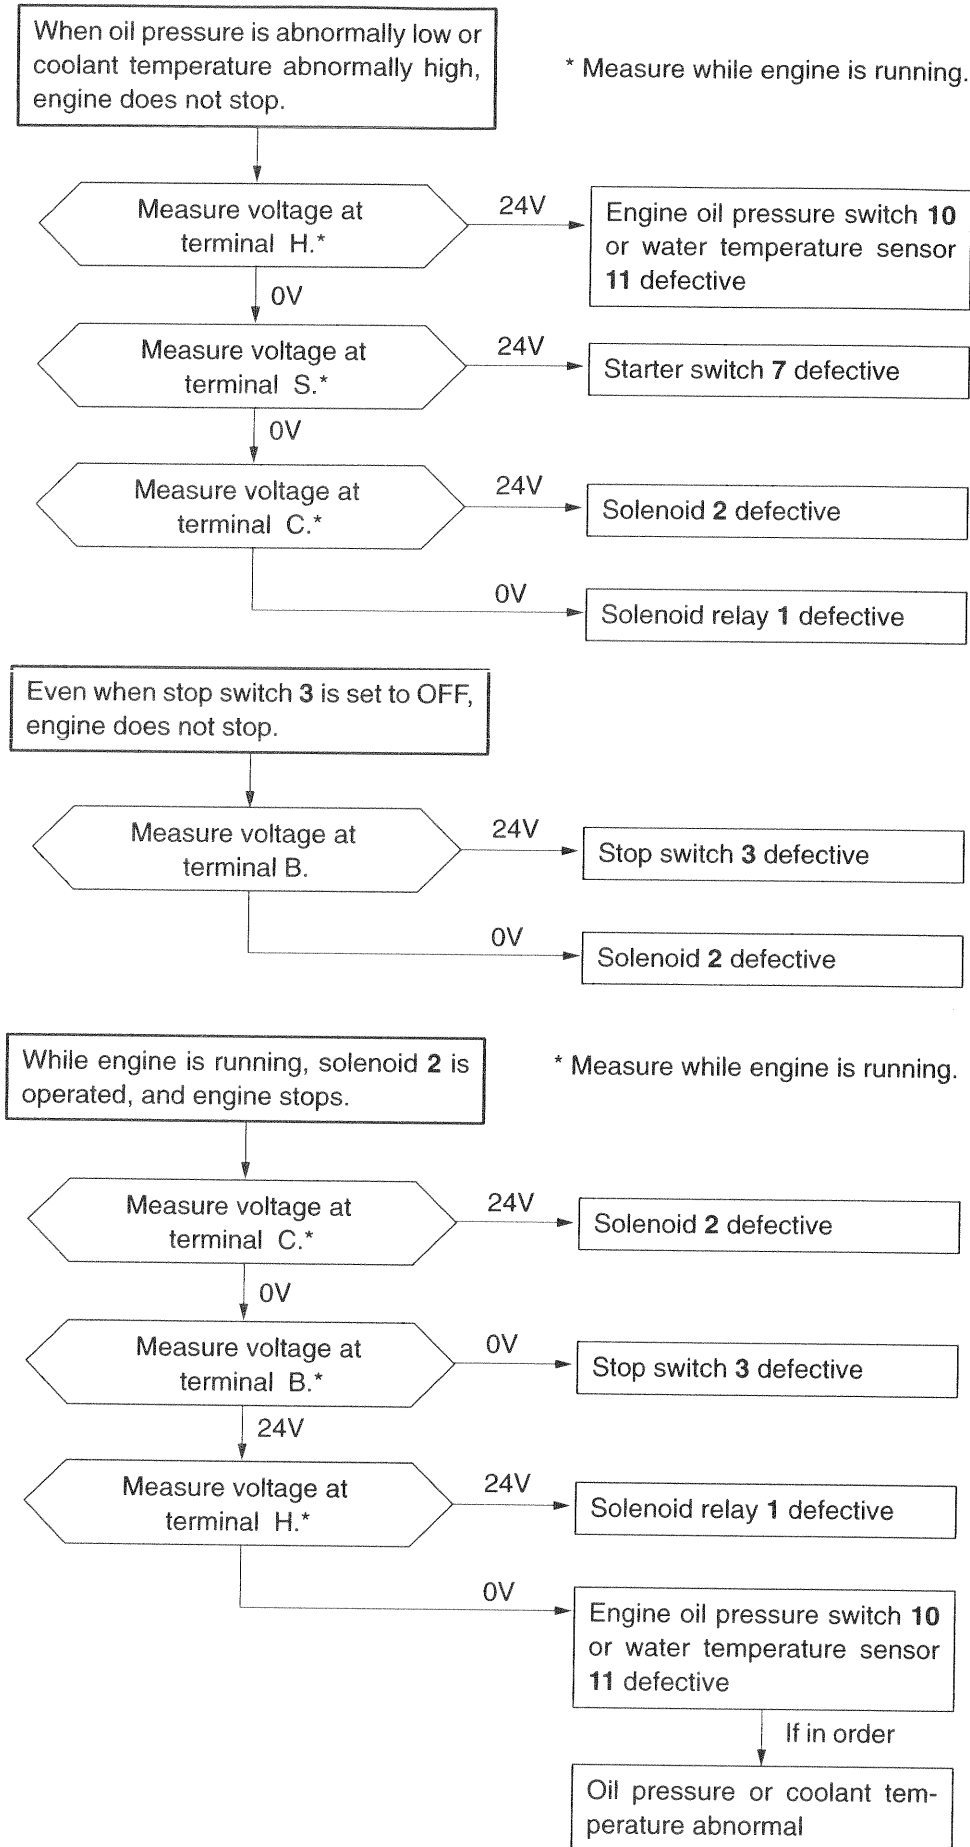 When oil pressure is abnormally low or
coolant temperature abnormally high,
engine does not stop.
* Measure while engine is running.
Measure voltage at
terminal H.*
24V
Engine oil pressure switch 10
or water temperature sensor
11 defective
0V
Measure voltage at
terminal S.*
24V
Starter switch 7 defective
0V
Measure voltage at
terminal C.*
24V
Solenoid 2 defective
0V
Solenoid relay 1 defective
Even when stop switch 3 is set to OFF,
engine does not stop.
Measure voltage at
terminal B.
24V
Stop switch 3 defective
0V
Solenoid 2 defective
While engine is running, solenoid 2 is
operated, and engine stops.
* Measure while engine is running.
Measure voltage at
terminal C.*
24V
Solenoid 2 defective
0V
Measure voltage at
terminal B.*
0V
Stop switch 3 defective
24V
Measure voltage at
terminal H.*
24V
Solenoid relay 1 defective
0V
Engine oil pressure switch 10
or water temperature sensor
11 defective
If in order
Oil pressure or coolant tem-
perature abnormal